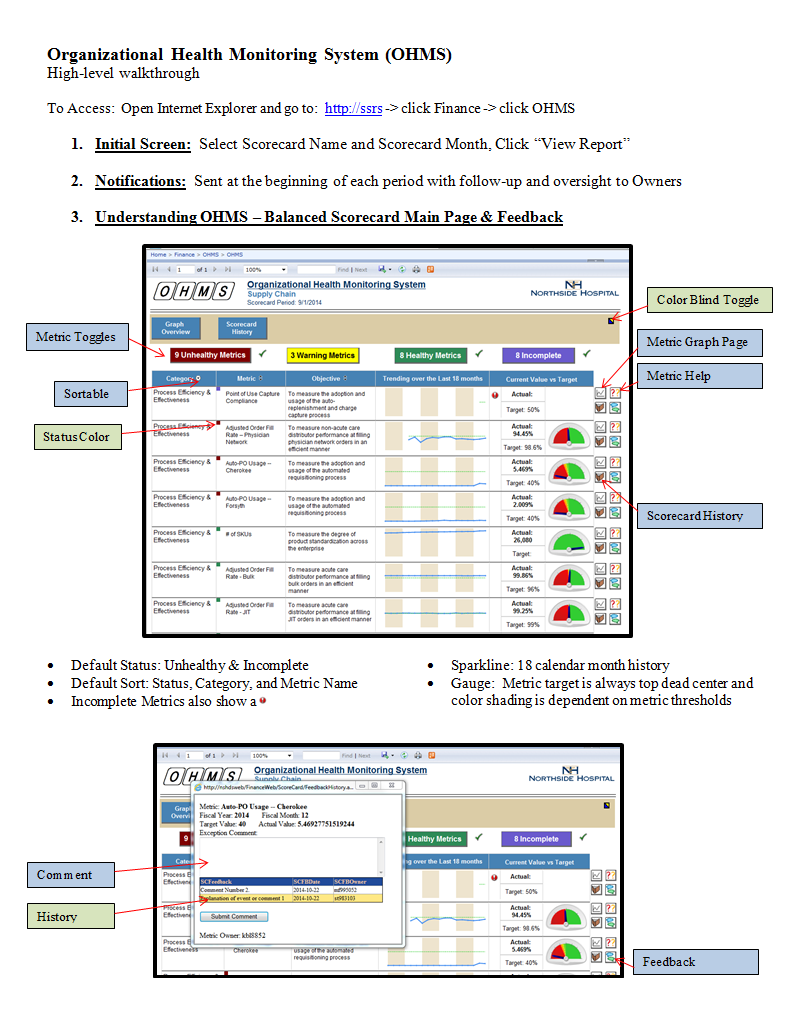 Organizational Health Monitoring System (OHMS)
High-level walkthrough
To Access: Open Internet Explorer and go to: http://ssrs -> click Finance -> click OHMS
1. Initial Screen: Select Scorecard Name and Scorecard Month, Click “View Report”
2. Notifications: Sent at the beginning of each period with follow-up and oversight to Owners
3. Understanding OHMS – Balanced Scorecard Main Page & Feedback
Home > Finance > OHMS > OHMS
1 of 1 100% Find | Next
OHMS
Organizational Health Monitoring System
Supply Chain
Scorecard Period: 9/1/2014
NH
NORTHSIDE HOSPITAL
Color Blind Toggle
Graph Overview
Scorecard History
Metric Toggles
9 Unhealthy Metrics
3 Warning Metrics
8 Healthy Metrics
8 Incomplete
Metric Graph Page
Metric Help
Sortable
Status Color
Scorecard History
Category Metric Objective Trending over the Last 18 months Current Value vs Target
Process Efficiency & Effectiveness
Point of Use Capture Compliance
To measure the adoption and usage of the auto-replenishment and charge capture process
Actual:
Target: 50%
Process Efficiency & Effectiveness
Adjusted Order Fill Rate – Physician Network
To measure non-acute care distributor performance at filling physician network orders in an efficient manner
Actual: 94.45%
Target: 98.6%
Process Efficiency & Effectiveness
Auto-PO Usage -- Cherokee
To measure the adoption and usage of the automated requisitioning process
Actual: 5.469%
Target: 40%
Process Efficiency & Effectiveness
Auto-PO Usage -- Forsyth
To measure the adoption and usage of the automated requisitioning process
Actual: 2.009%
Target: 40%
Process Efficiency & Effectiveness
# of SKUs
To measure the degree of product standardization across the enterprise
Actual: 26,080
Target:
Process Efficiency & Effectiveness
Adjusted Order Fill Rate - Bulk
To measure acute care distributor performance at filling bulk orders in an efficient manner
Actual: 99.86%
Target: 96%
Process Efficiency & Effectiveness
Adjusted Order Fill Rate - JIT
To measure acute care distributor performance at filling JIT orders in an efficient manner
Actual: 99.25%
Target: 99%
• Default Status: Unhealthy & Incomplete
• Default Sort: Status, Category, and Metric Name
• Incomplete Metrics also show a
• Sparkline: 18 calendar month history
• Gauge: Metric target is always top dead center and
color shading is dependent on metric thresholds
1 of 1 100% Find | Next
OHMS
Organizational Health Monitoring System
Supply Chain
NH
NORTHSIDE HOSPITAL
http://nshdsweb/FinanceWeb/ScoreCard/FeedbackHistory.a...
Metric: Auto-PO Usage -- Cherokee
Fiscal Year: 2014 Fiscal Month: 12
Target Value: 40 Actual Value: 5.46927751519244
Exception Comment:
SCFeedback SCFBDate SCFBOwner
Comment Number 2. 2014-10-22 mf995052
Explanation of event or comment 1 2014-10-22 st983103
Submit Comment
Metric Owner: kbl8852
Grap
Overvi
9
Healthy Metrics
8 Incomplete
Cate
ng over the Last 18 months Current Value vs Target
Process E
Effectiven
Actual:
Target: 50%
Process E
Effectiven
Actual: 94.45%
Target: 98.6%
Process E
Effectiveness
Cherokee
usage of the automated requisitioning process
Actual: 5.469%
Target: 40%
Comment
History
Feedback